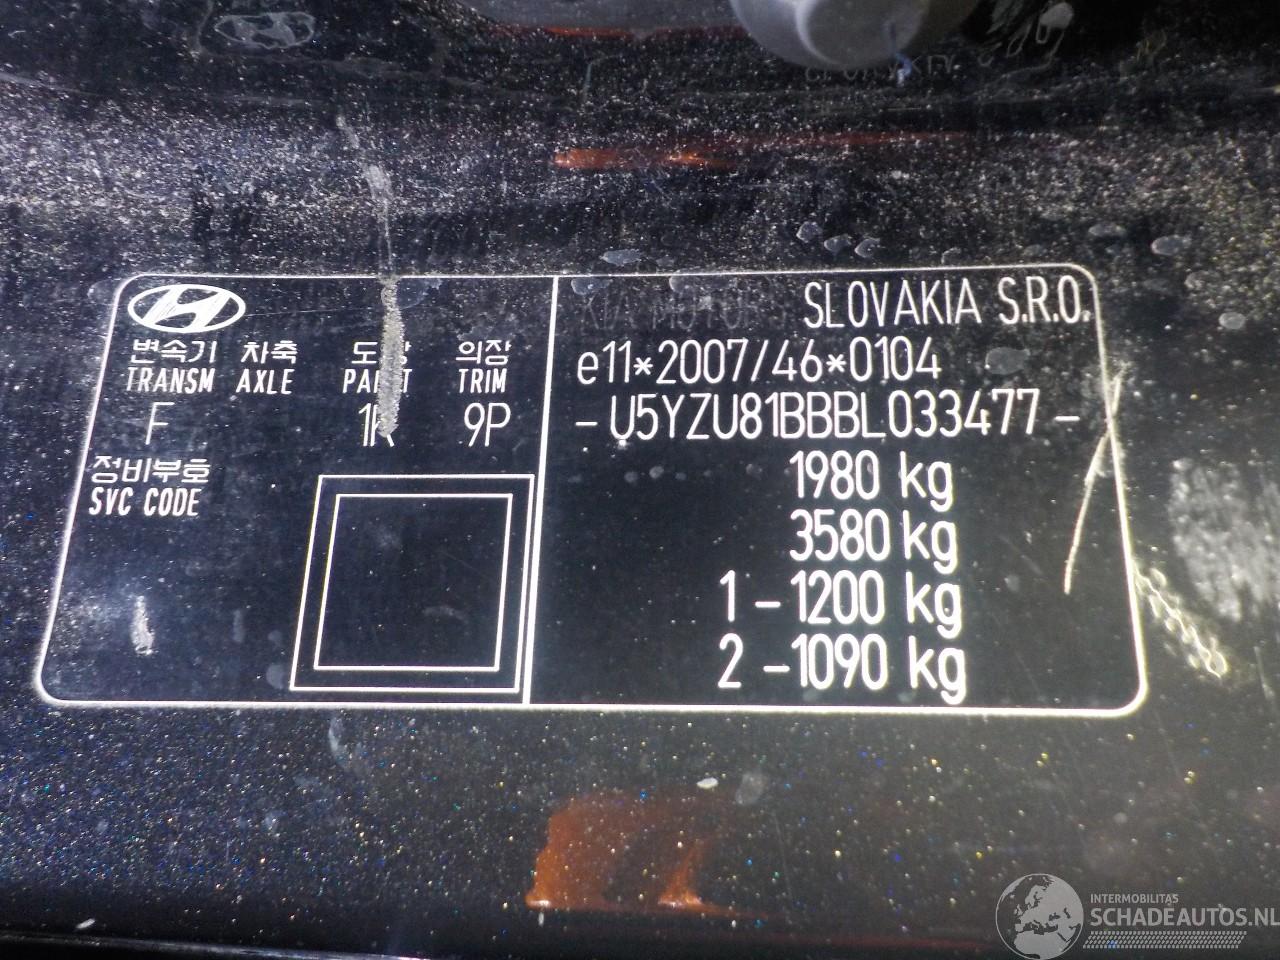 변속기 차축 도장 의장
TRANSM AXLE PAINT TRIM
F 1K 9P
정비부호
SVC CODE
KIA MOTORS SLOVAKIA S.R.O.
e11*2007/46*0104
- U5YZU81BBBL033477 -
1980 kg
3580 kg
1 - 1200 kg
2 - 1090 kg
INTERMOBILITAS
SCHADEAUTOS.NL